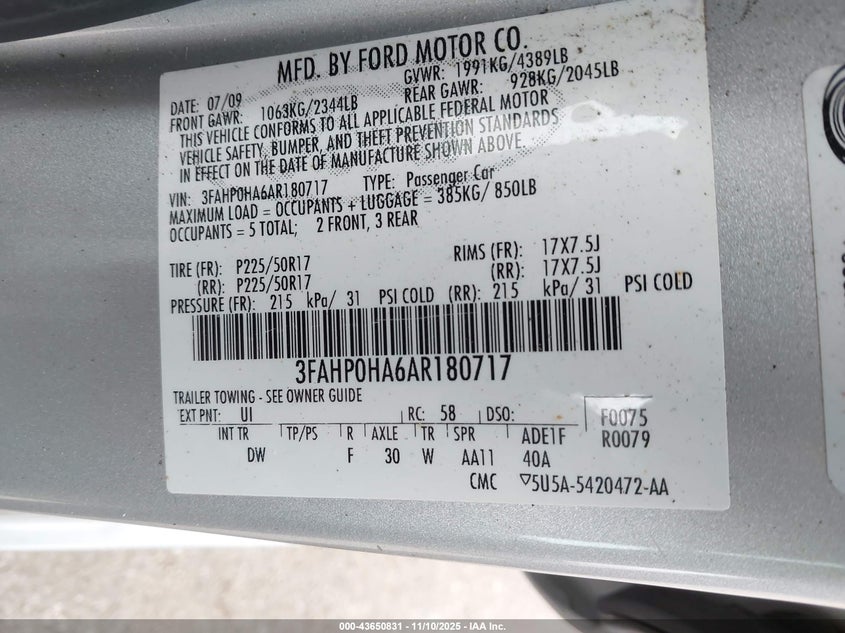 MFD. BY FORD MOTOR CO.
DATE: 07/09 GVWR: 1991KG/4389LB
FRONT GAWR: 1063KG/2344LB REAR GAWR: 928KG/2045LB
THIS VEHICLE CONFORMS TO ALL APPLICABLE FEDERAL MOTOR
VEHICLE SAFETY, BUMPER, AND THEFT PREVENTION STANDARDS
IN EFFECT ON THE DATE OF MANUFACTURE SHOWN ABOVE.
VIN: 3FAHP0HA6AR180717 TYPE: Passenger Car
MAXIMUM LOAD = OCCUPANTS + LUGGAGE = 385KG/ 850LB
OCCUPANTS = 5 TOTAL; 2 FRONT, 3 REAR
TIRE (FR): P225/50R17 RIMS (FR): 17X7.5J
(RR): P225/50R17 (RR): 17X7.5J
PRESSURE (FR): 215 kPa/ 31 PSI COLD (RR): 215 kPa/ 31 PSI COLD
3FAHP0HA6AR180717
TRAILER TOWING - SEE OWNER GUIDE
EXT PNT: UI RC: 58 DSO: F0075
INT TR TP/PS R AXLE TR SPR ADE1F R0079
DW F 30 W AA11 40A
CMC ▽5U5A-5420472-AA
000-43650831 - 11/10/2025 - IAA Inc.